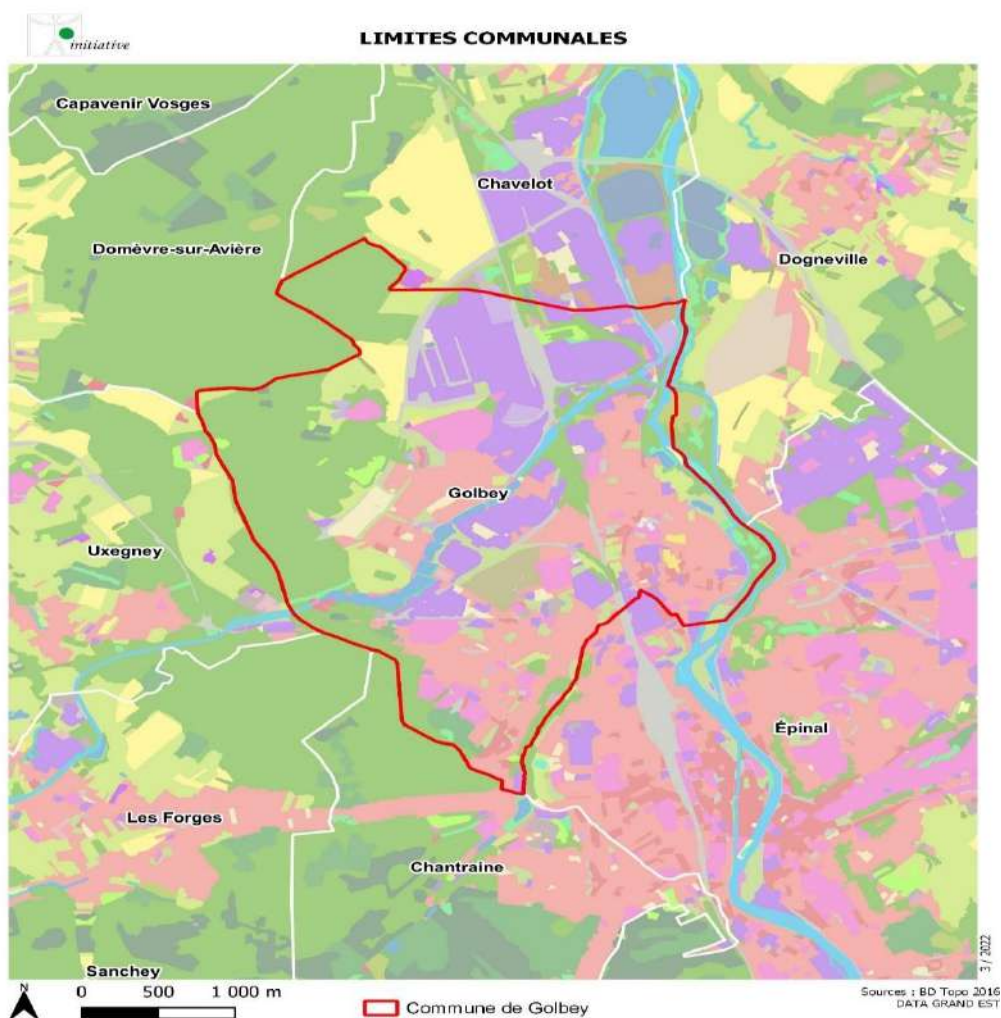 initiative
LIMITES COMMUNALES
Capavenir Vosges
Chavelot
Domèvre-sur-Avière
Dogneville
Golbey
Uxegney
Épinal
Les Forges
Chantraine
Sanchey
3 / 2022
N
0 500 1 000 m
Commune de Golbey
Sources : BD Topo 2016
DATA GRAND EST